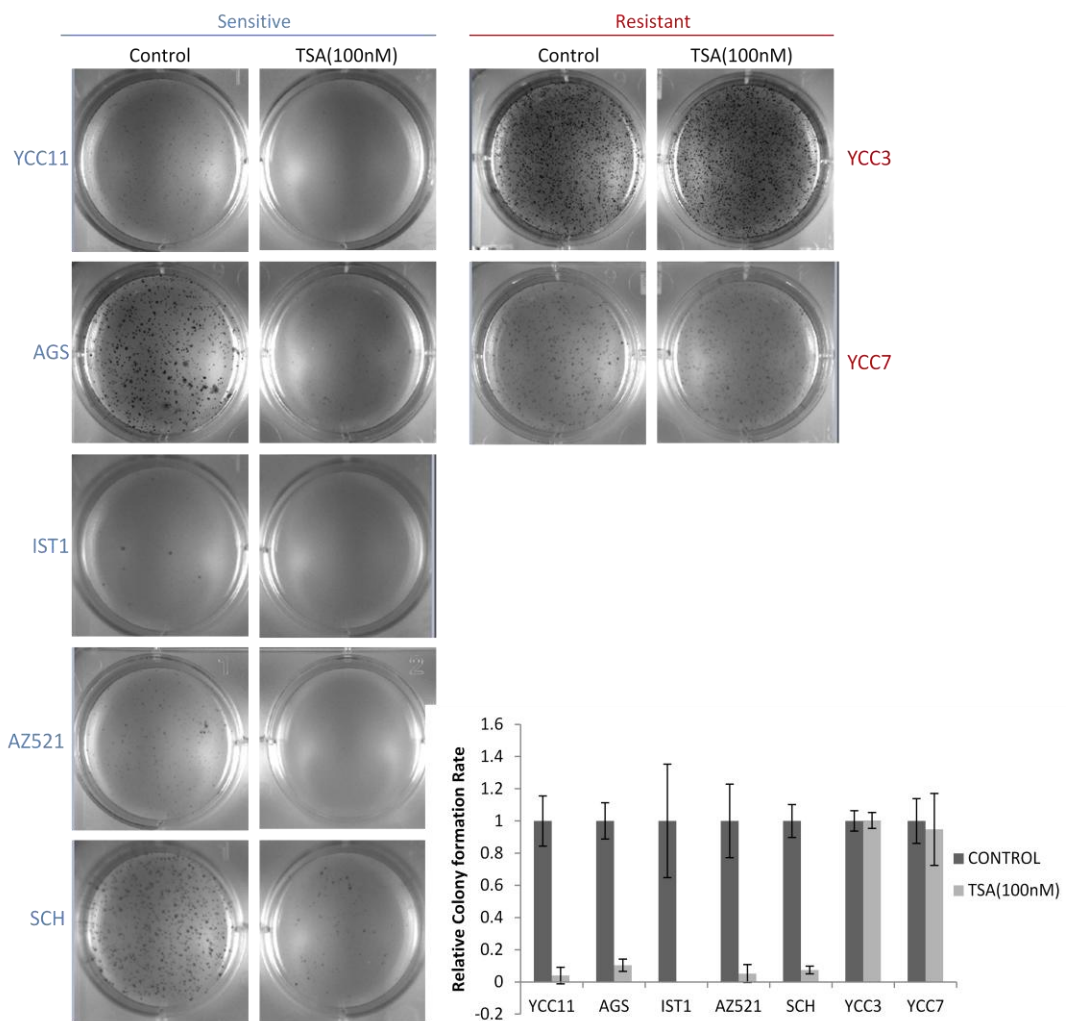 Sensitive
Resistant
Control
TSA(100nM)
Control
TSA(100nM)
YCC11
YCC3
AGS
YCC7
IST1
AZ521
SCH
Relative Colony formation Rate
1.6
1.4
1.2
1
0.8
0.6
0.4
0.2
0
-0.2
YCC11 AGS IST1 AZ521 SCH YCC3 YCC7
CONTROL
TSA(100nM)